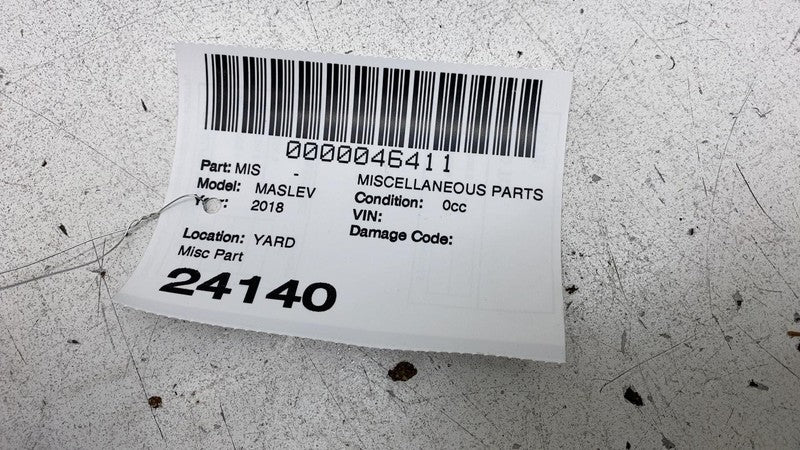 0000046411
Part: MIS - MISCELLANEOUS PARTS
Model: MASLEV Condition: 0cc
2018 VIN:
Damage Code:
Location: YARD
Misc Part
24140